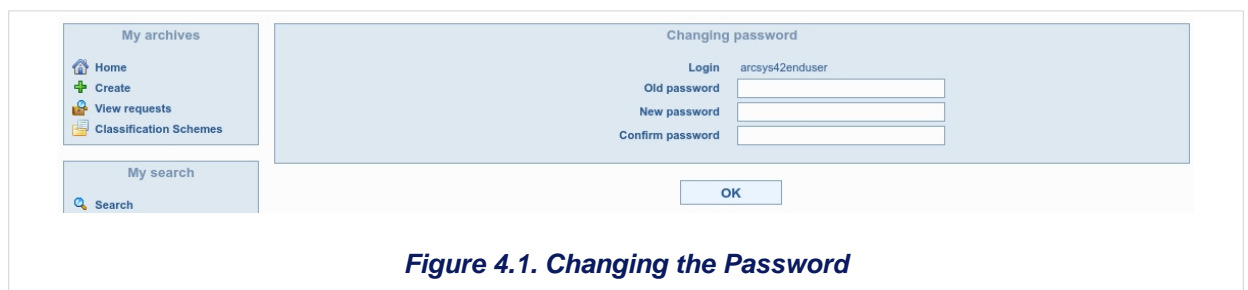 My archives
Home
Create
View requests
Classification Schemes
My search
Search
Changing password
Login arcsys42enduser
Old password
New password
Confirm password
OK
Figure 4.1. Changing the Password